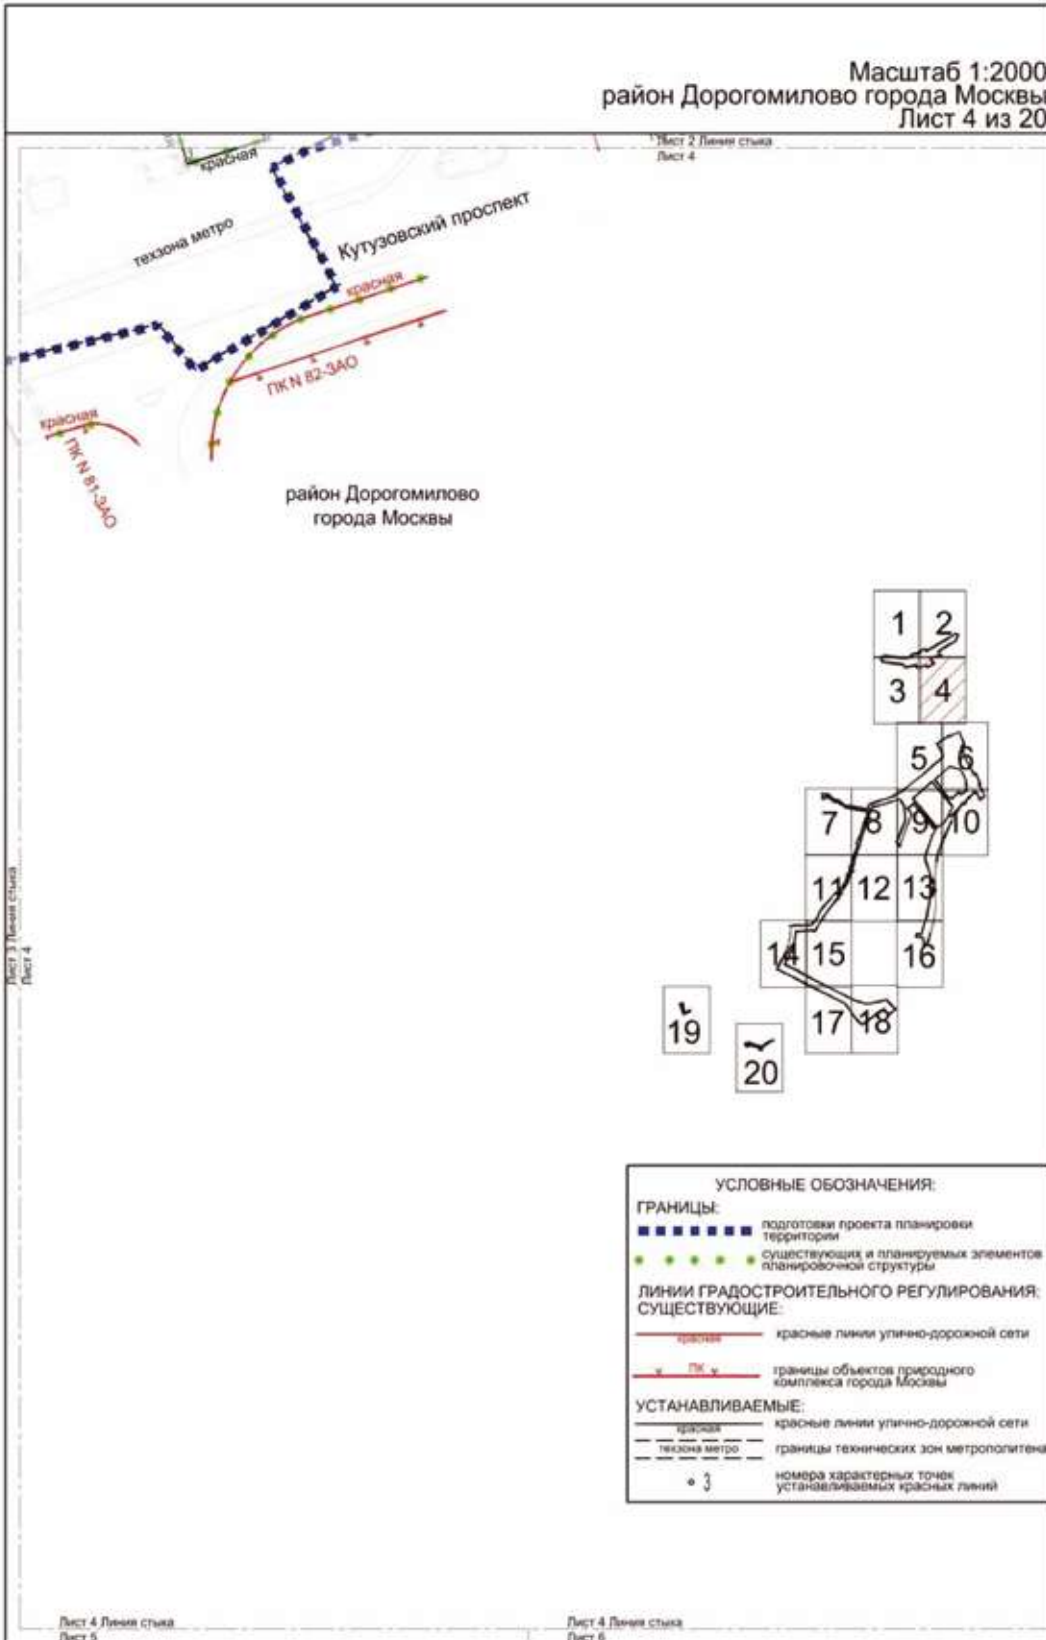 Масштаб 1:2000
район Дорогомилово города Москвы
Лист 4 из 20
Лист 2 Линия стыка
Лист 4
красная
техзона метро
Кутузовский проспект
красная
ПК N 82-ЗАО
красная
ПК N 81-ЗАО
район Дорогомилово
города Москвы
1 2
3 4
5 6
7 8 9 10
11 12 13
14 15 16
17 18
19
20
Лист 3 Линия стыка
Лист 4
УСЛОВНЫЕ ОБОЗНАЧЕНИЯ:
ГРАНИЦЫ:
подготовки проекта планировки
территории
существующих и планируемых элементов
планировочной структуры
ЛИНИИ ГРАДОСТРОИТЕЛЬНОГО РЕГУЛИРОВАНИЯ:
СУЩЕСТВУЮЩИЕ:
красная красные линии улично-дорожной сети
ПК границы объектов природного
комплекса города Москвы
УСТАНАВЛИВАЕМЫЕ:
красная красные линии улично-дорожной сети
техзона метро границы технических зон метрополитена
3 номера характерных точек
устанавливаемых красных линий
Лист 4 Линия стыка
Лист 5
Лист 4 Линия стыка
Лист 6